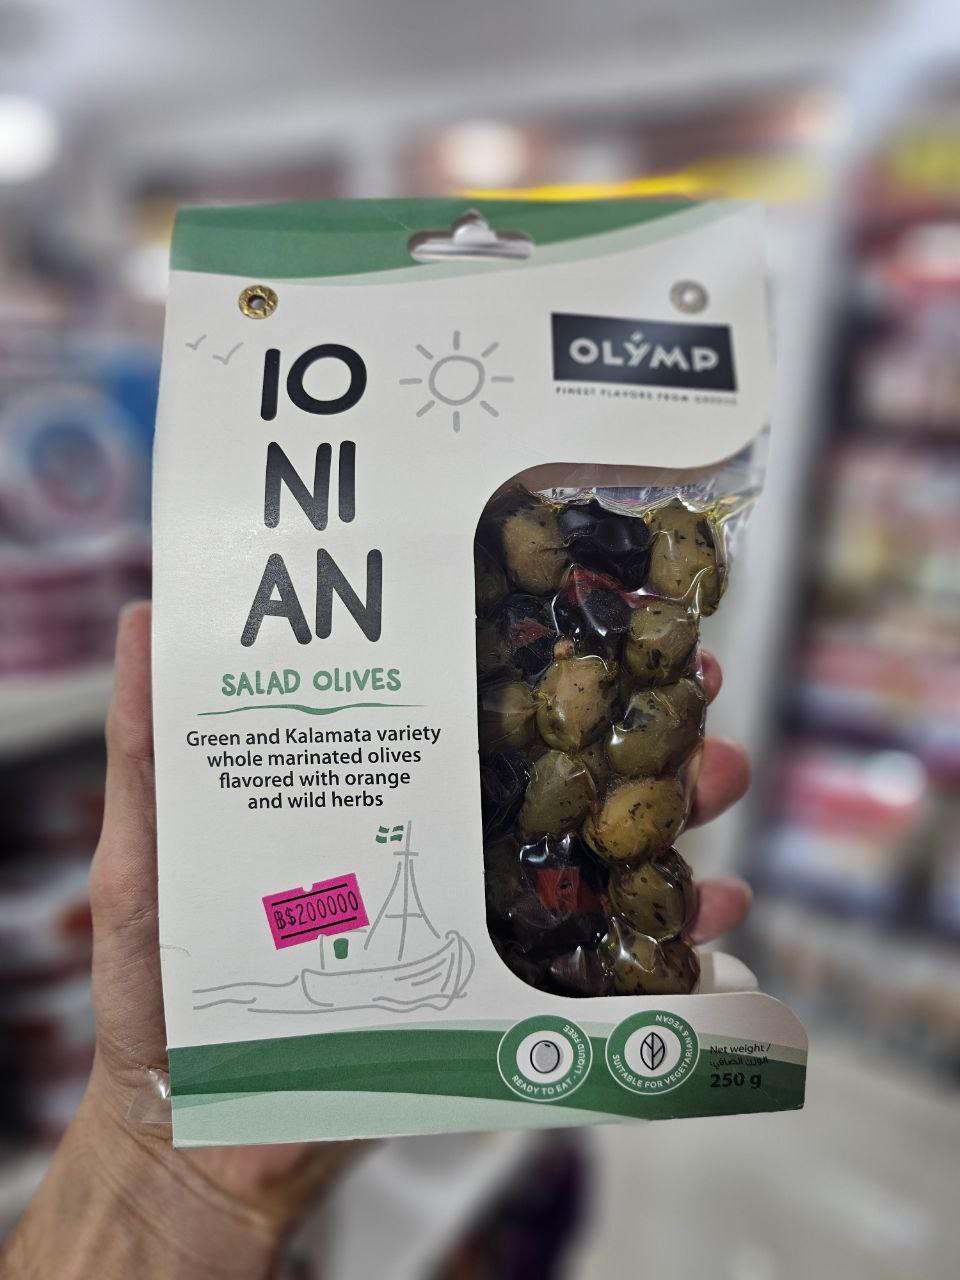 IO
NI
AN
OLÝMP
FINEST FLAVORS FROM GREECE
SALAD OLIVES
Green and Kalamata variety
whole marinated olives
flavored with orange
and wild herbs
B$200000
READY TO EAT - LIQUID FREE
SUITABLE FOR VEGETARIAN & VEGAN
Net weight /
الوزن الصافي:
250 g